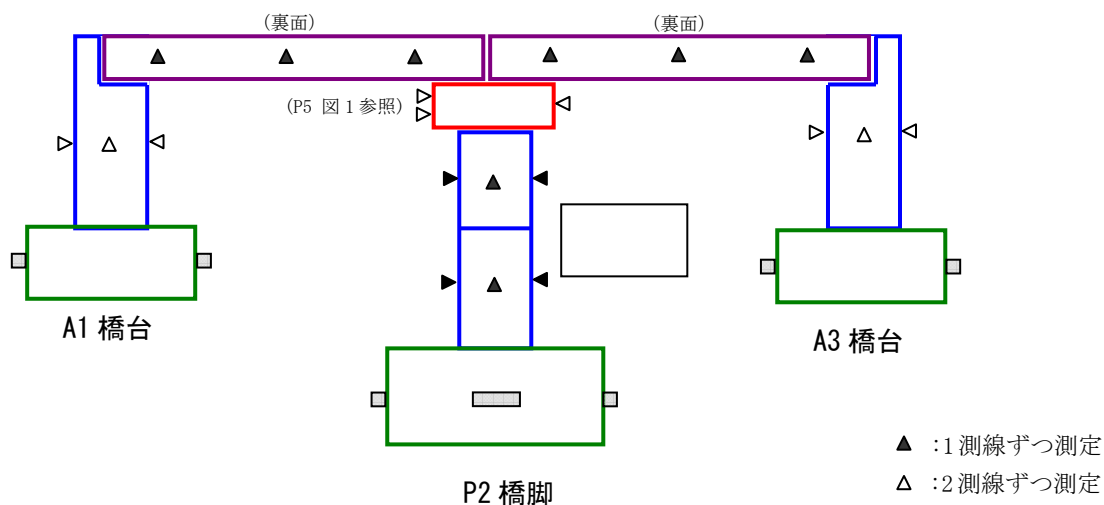 (裏面)
(裏面)
(P5 図1参照)
A1 橋台
A3 橋台
P2 橋脚
▲ :1測線ずつ測定
△ :2測線ずつ測定